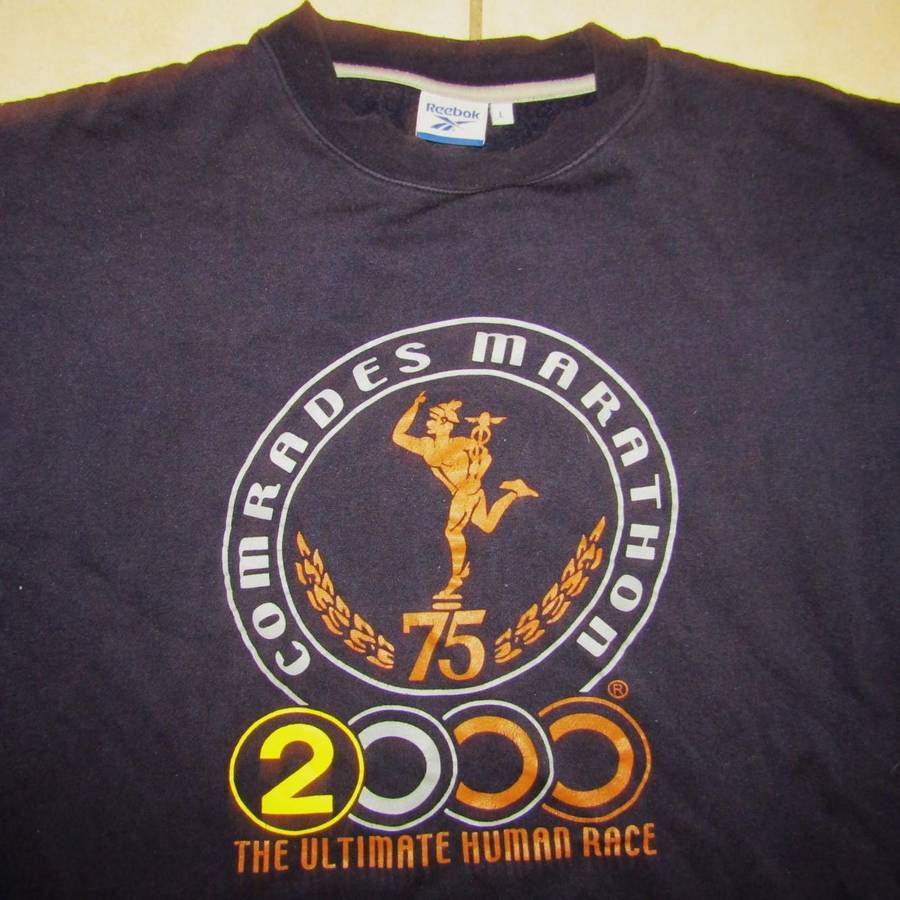 Reebok
L
COMRADES MARATHON
75
®
2000
THE ULTIMATE HUMAN RACE